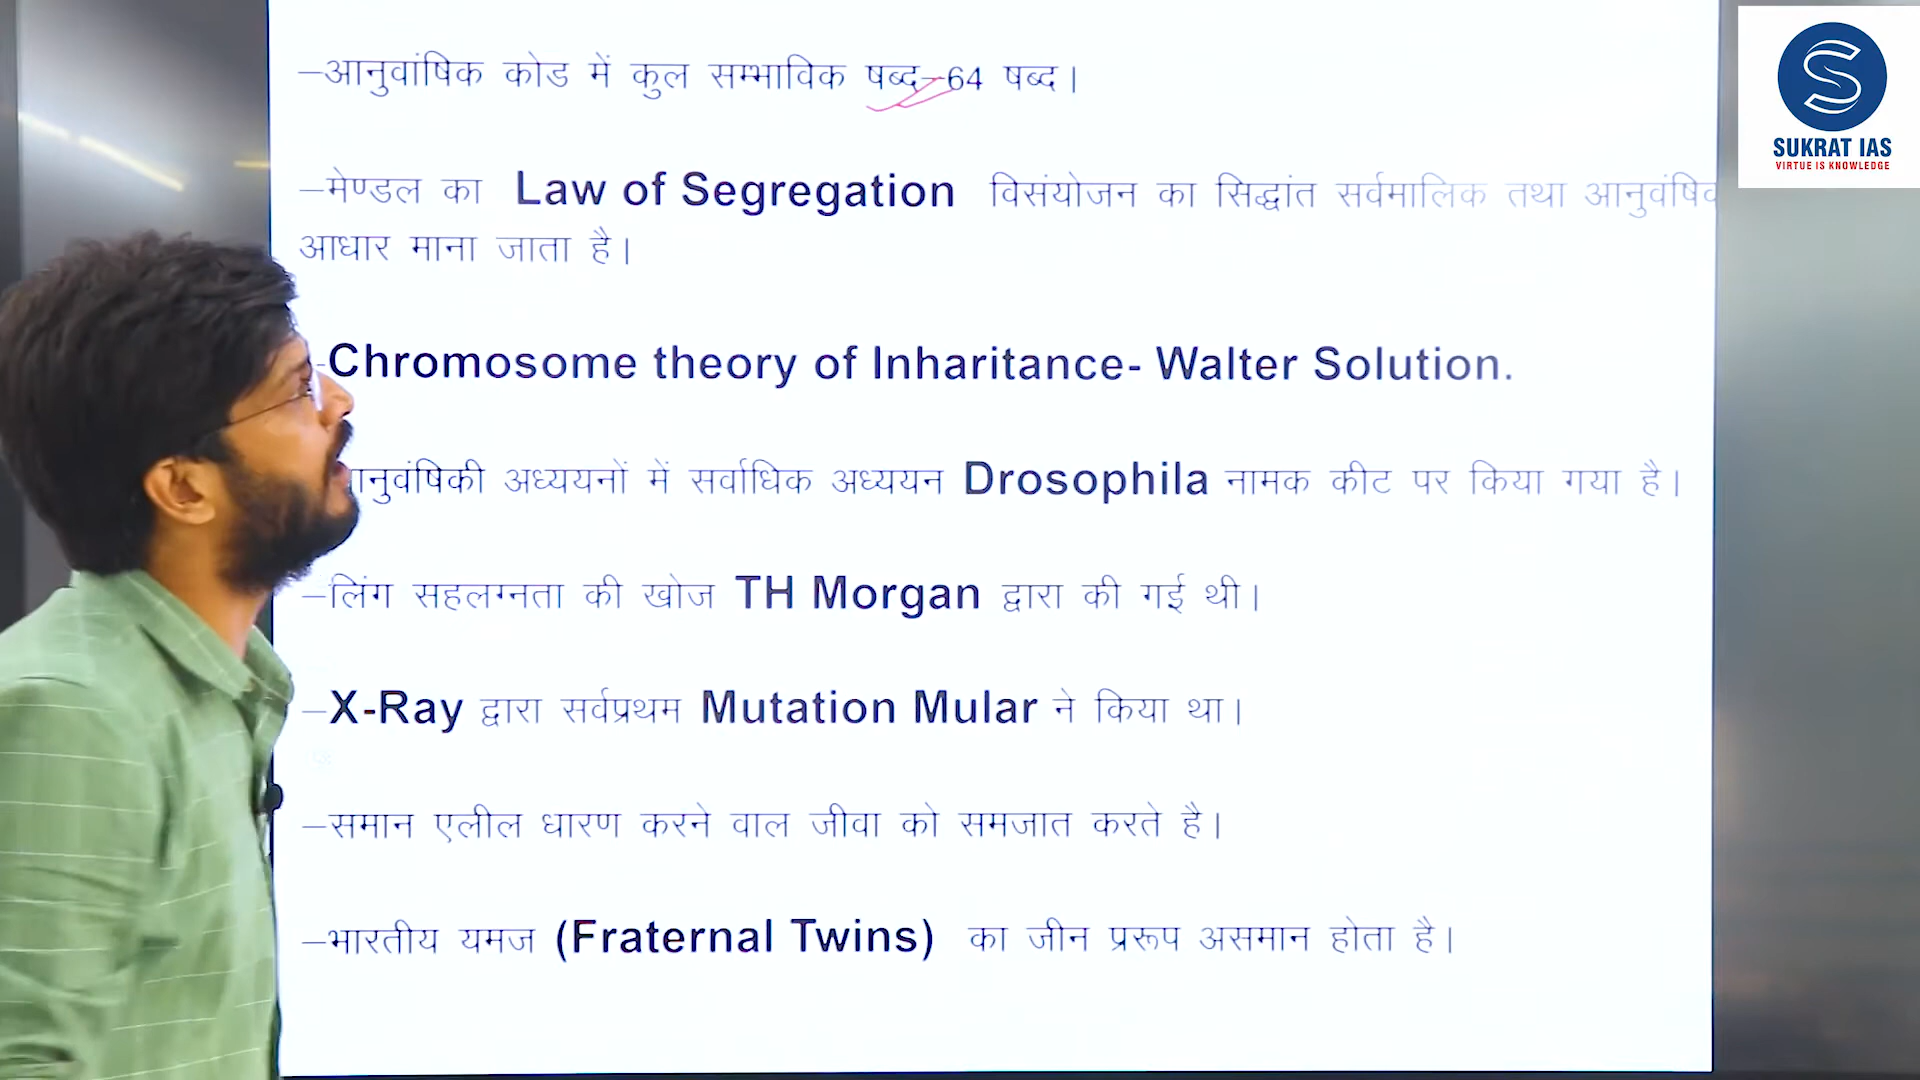 –आनुवांषिक कोड में कुल सम्भाविक षब्द–64 षब्द।
–मेण्डल का Law of Segregation विसंयोजन का सिद्धांत सर्वमालिक तथा
आधार माना जाता है।
-Chromosome theory of Inharitance- Walter Solution.
अध्ययनों में सर्वाधिक अध्ययन Drosophila नामक कीट पर किया गया है।
–लिंग सहलग्नता की खोज TH Morgan द्वारा की गई थी।
–X-Ray द्वारा सर्वप्रथम Mutation Mular ने किया था।
–समान एलील धारण करने वाल जीवा को समजात करते है।
–भारतीय यमज (Fraternal Twins) का जीन प्ररूप असमान होता है।
SUKRAT IAS
VIRTUE IS KNOWLEDGE